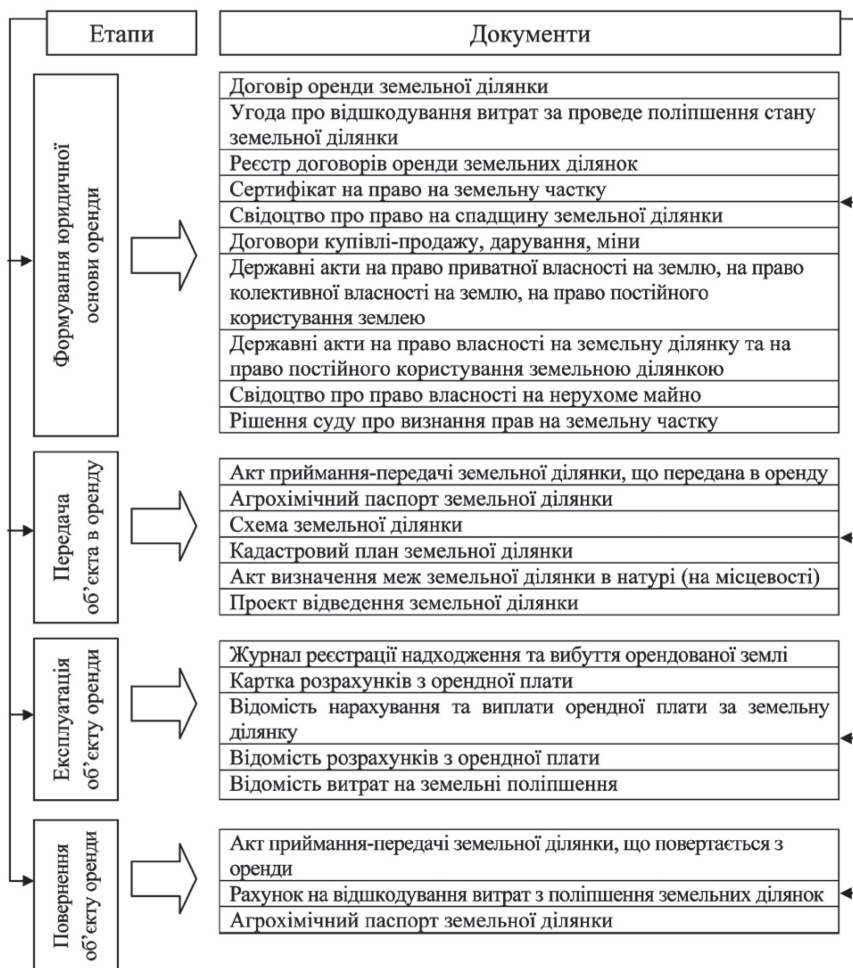 Етапи
Документи
Формування юридичної
основи оренди
Договір оренди земельної ділянки
Угода про відшкодування витрат за проведе поліпшення стану
земельної ділянки
Реєстр договорів оренди земельних ділянок
Сертифікат на право на земельну частку
Свідоцтво про право на спадщину земельної ділянки
Договори купівлі-продажу, дарування, міни
Державні акти на право приватної власності на землю, на право
колективної власності на землю, на право постійного
користування землею
Державні акти на право власності на земельну ділянку та на
право постійного користування земельною ділянкою
Свідоцтво про право власності на нерухоме майно
Рішення суду про визнання прав на земельну частку
Передача
об’єкта в оренду
Акт приймання-передачі земельної ділянки, що передана в оренду
Агрохімічний паспорт земельної ділянки
Схема земельної ділянки
Кадастровий план земельної ділянки
Акт визначення меж земельної ділянки в натурі (на місцевості)
Проект відведення земельної ділянки
Експлуатація
об’єкту оренди
Журнал реєстрації надходження та вибуття орендованої землі
Картка розрахунків з орендної плати
Відомість нарахування та виплати орендної плати за земельну
ділянку
Відомість розрахунків з орендної плати
Відомість витрат на земельні поліпшення
Повернення
об’єкту оренди
Акт приймання-передачі земельної ділянки, що повертається з
оренди
Рахунок на відшкодування витрат з поліпшення земельних ділянок
Агрохімічний паспорт земельної ділянки